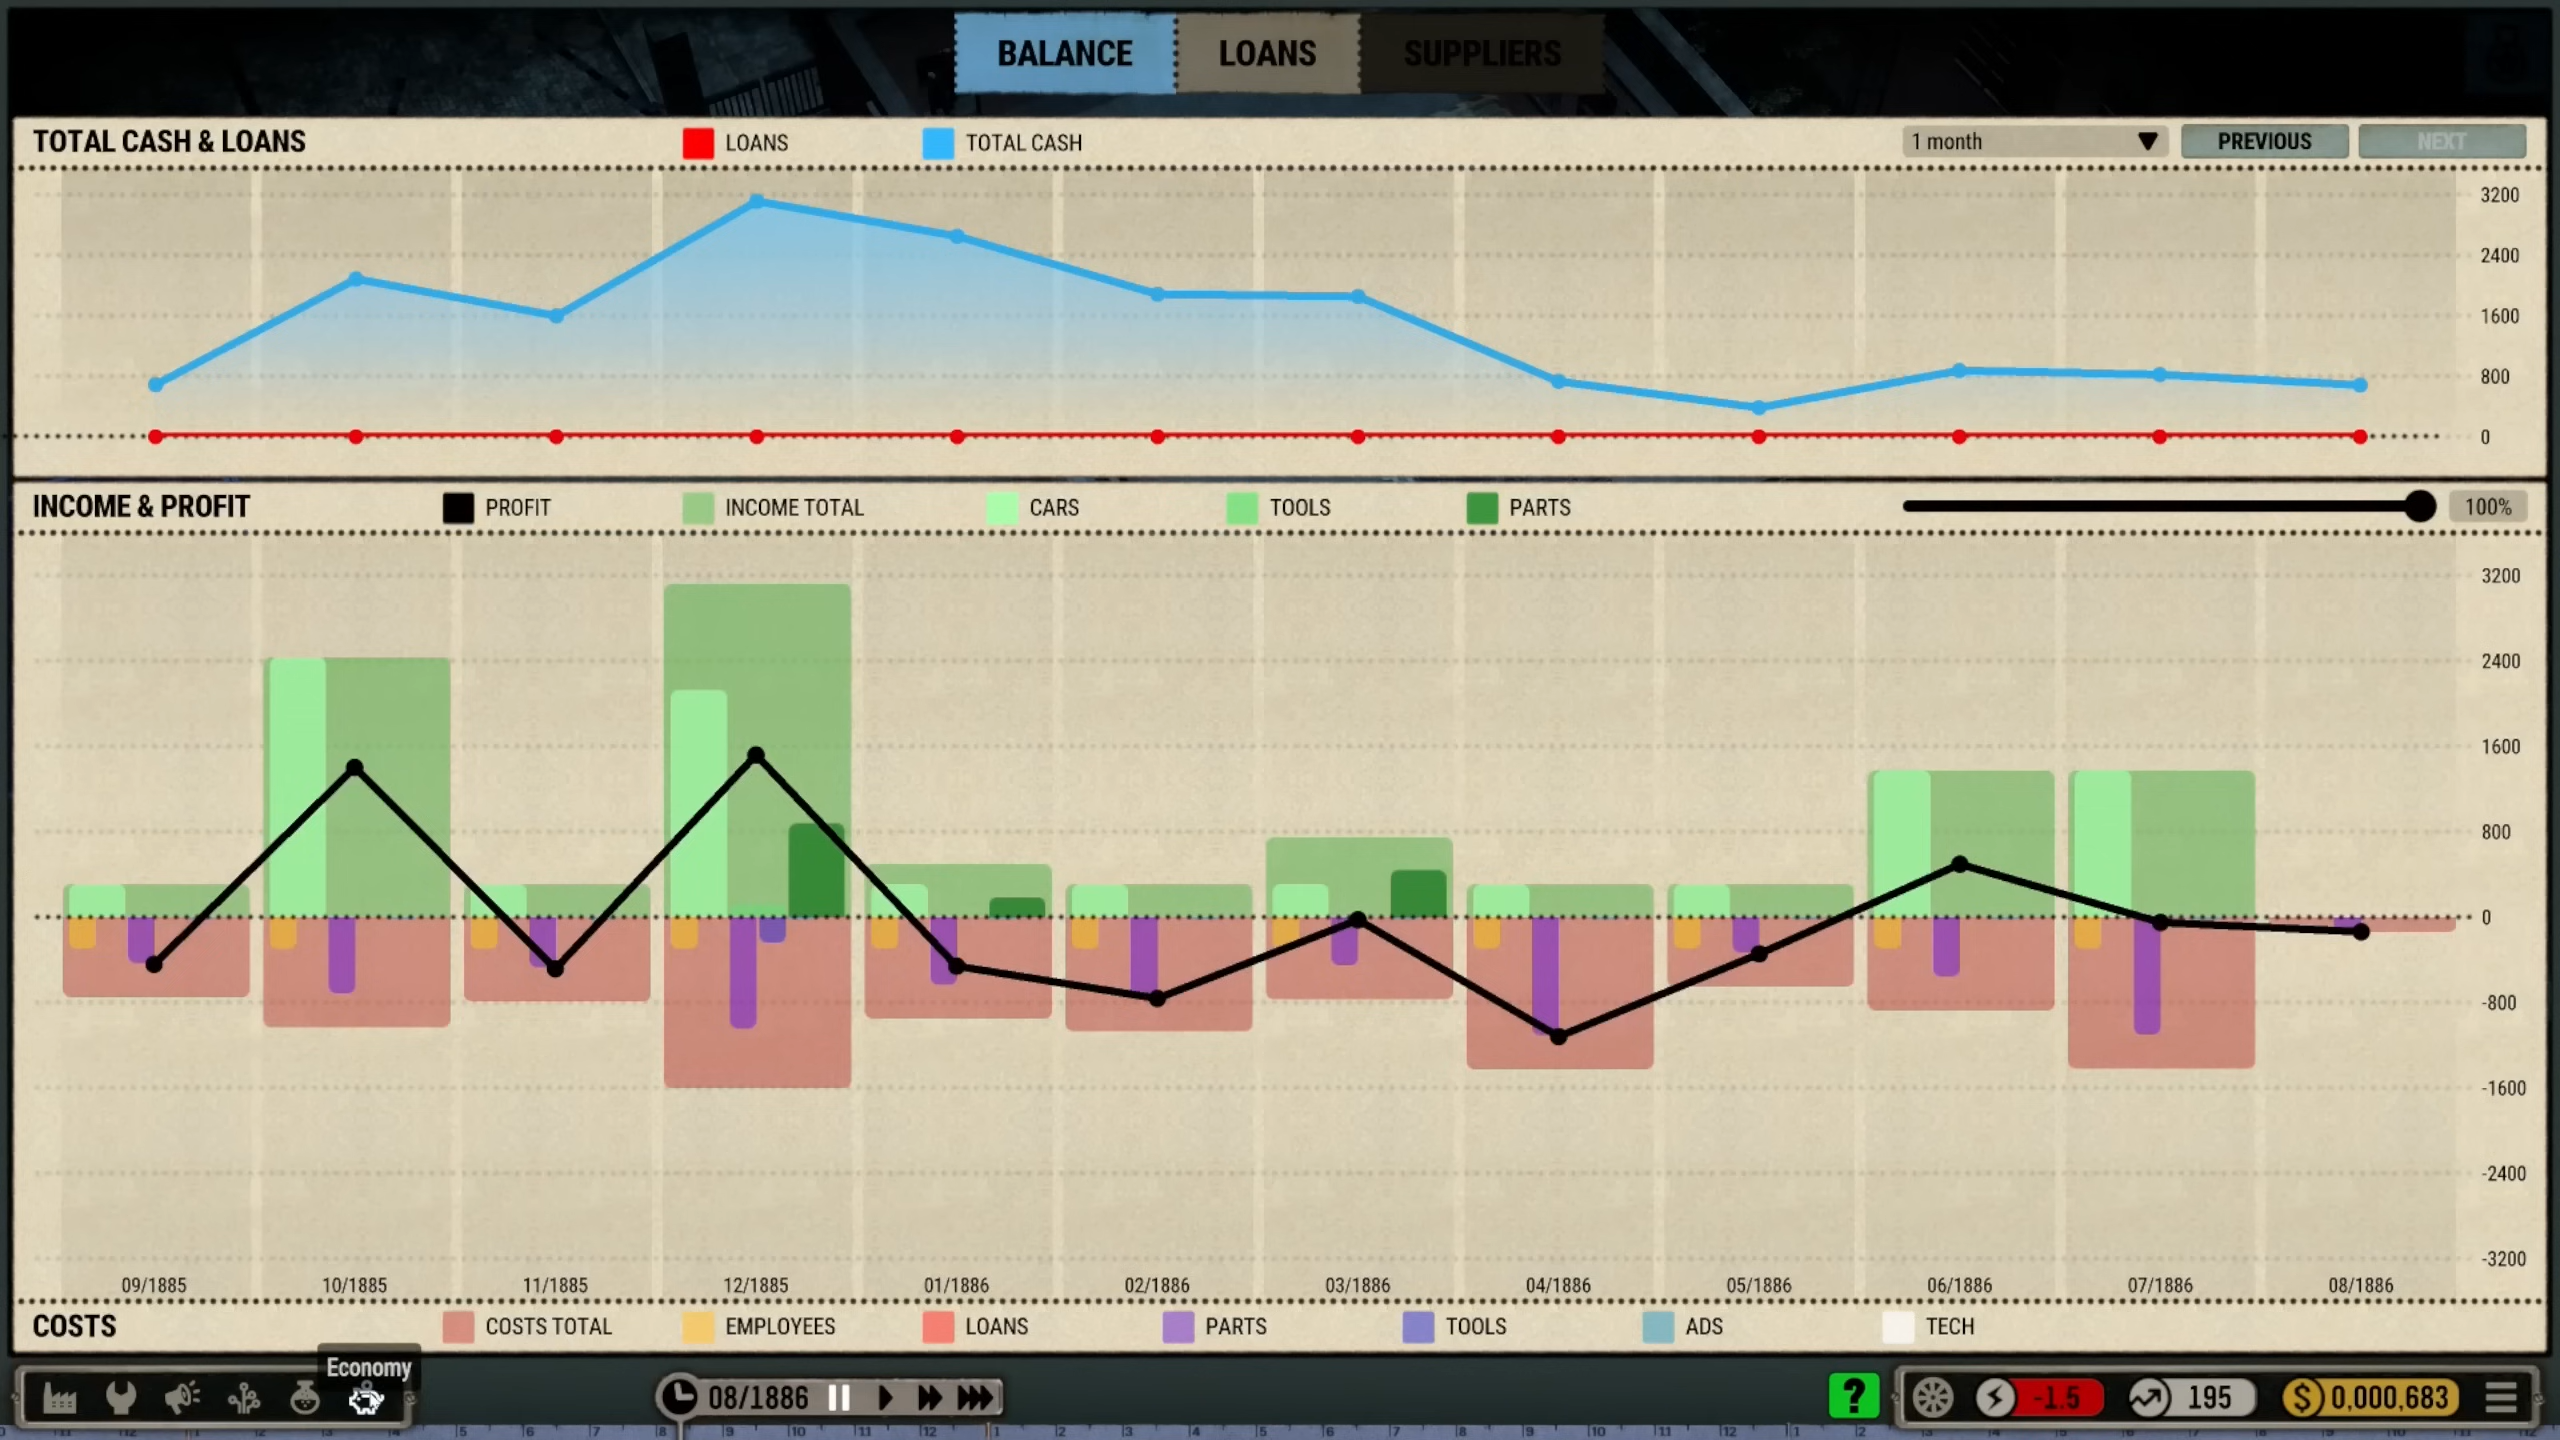 BALANCE LOANS SUPPLIERS
TOTAL CASH & LOANS LOANS TOTAL CASH 1 month PREVIOUS NEXT
3200
2400
1600
800
0
INCOME & PROFIT PROFIT INCOME TOTAL CARS TOOLS PARTS 100%
3200
2400
1600
800
0
-800
-1600
-2400
-3200
09/1885 10/1885 11/1885 12/1885 01/1886 02/1886 03/1886 04/1886 05/1886 06/1886 07/1886 08/1886
COSTS COSTS TOTAL EMPLOYEES LOANS PARTS TOOLS ADS TECH
Economy
08/1886 ? -1.5 195 $ 0,000,683